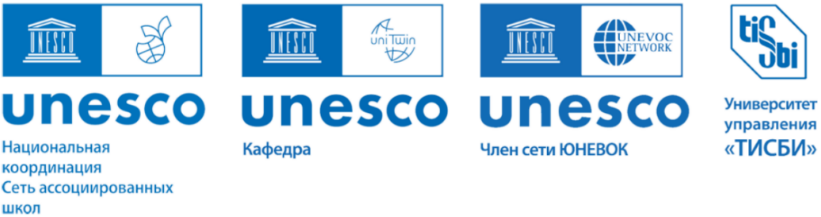 UNESCO
unesco
Национальная
координация
Сеть ассоциированных
школ
UNESCO
uniTwin
unesco
Кафедра
UNESCO
UNEVOC
NETWORK
unesco
Член сети ЮНЕВОК
tisbi
Университет
управления
«ТИСБИ»